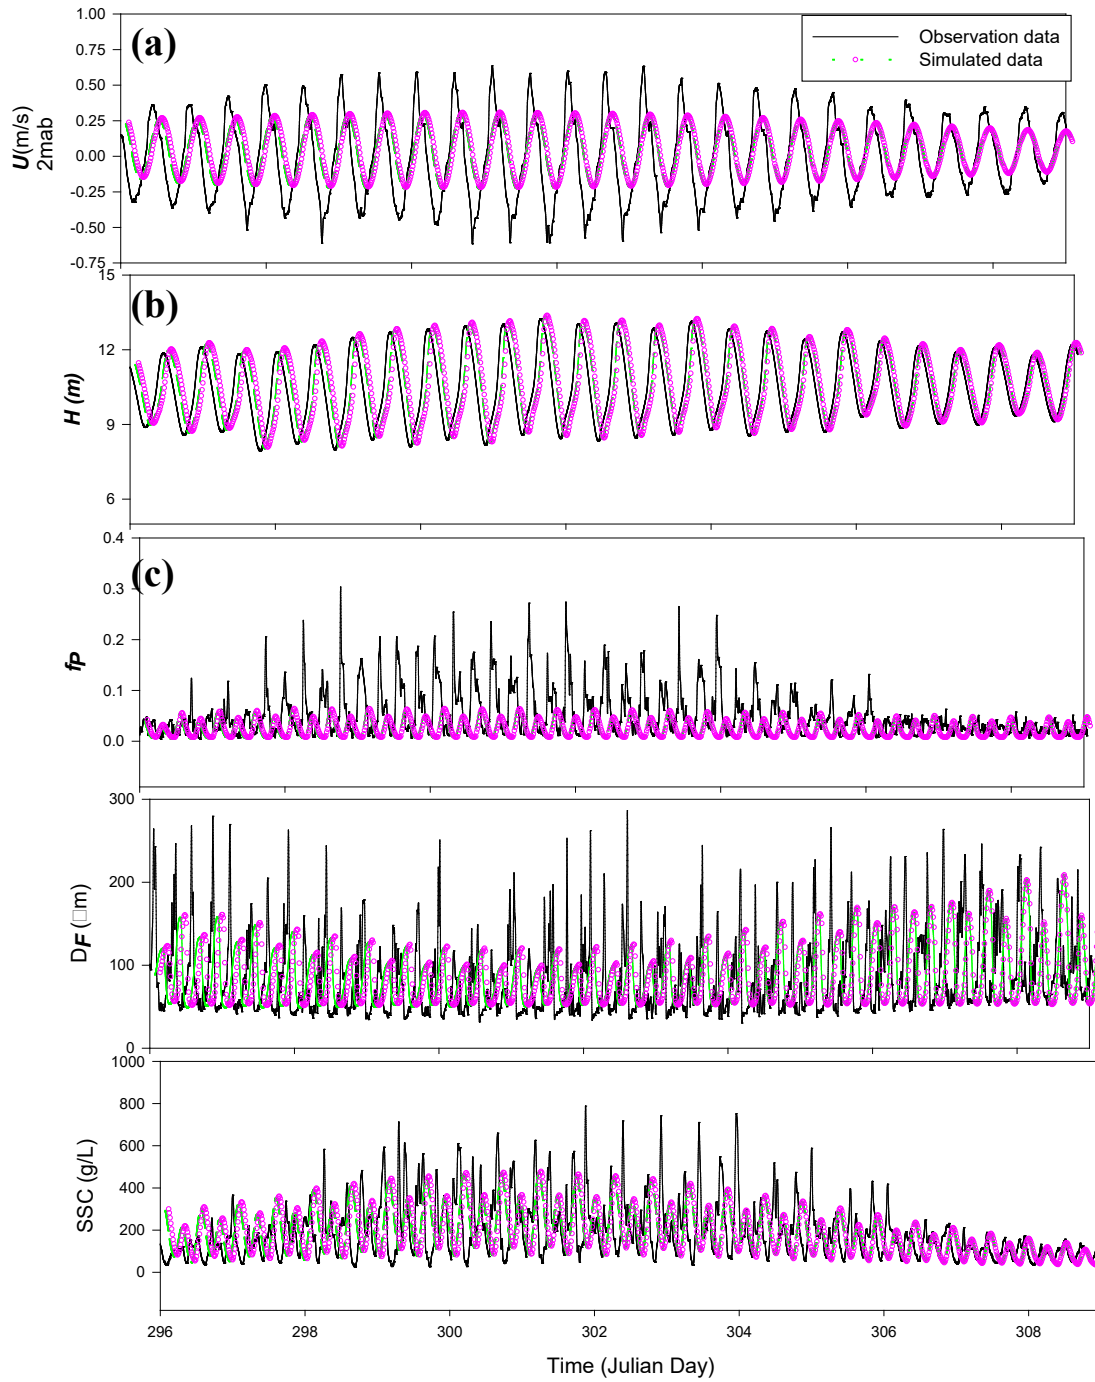 1.00
(a)
Observation data
Simulated data
0.75
0.50
0.25
0.00
-0.25
-0.50
-0.75
U(m/s)
2mab
15
(b)
12
9
6
H (m)
0.4
(c)
0.3
0.2
0.1
0.0
fP
300
200
100
0
DF (□m)
1000
800
600
400
200
0
SSC (g/L)
296
298
300
302
304
306
308
Time (Julian Day)